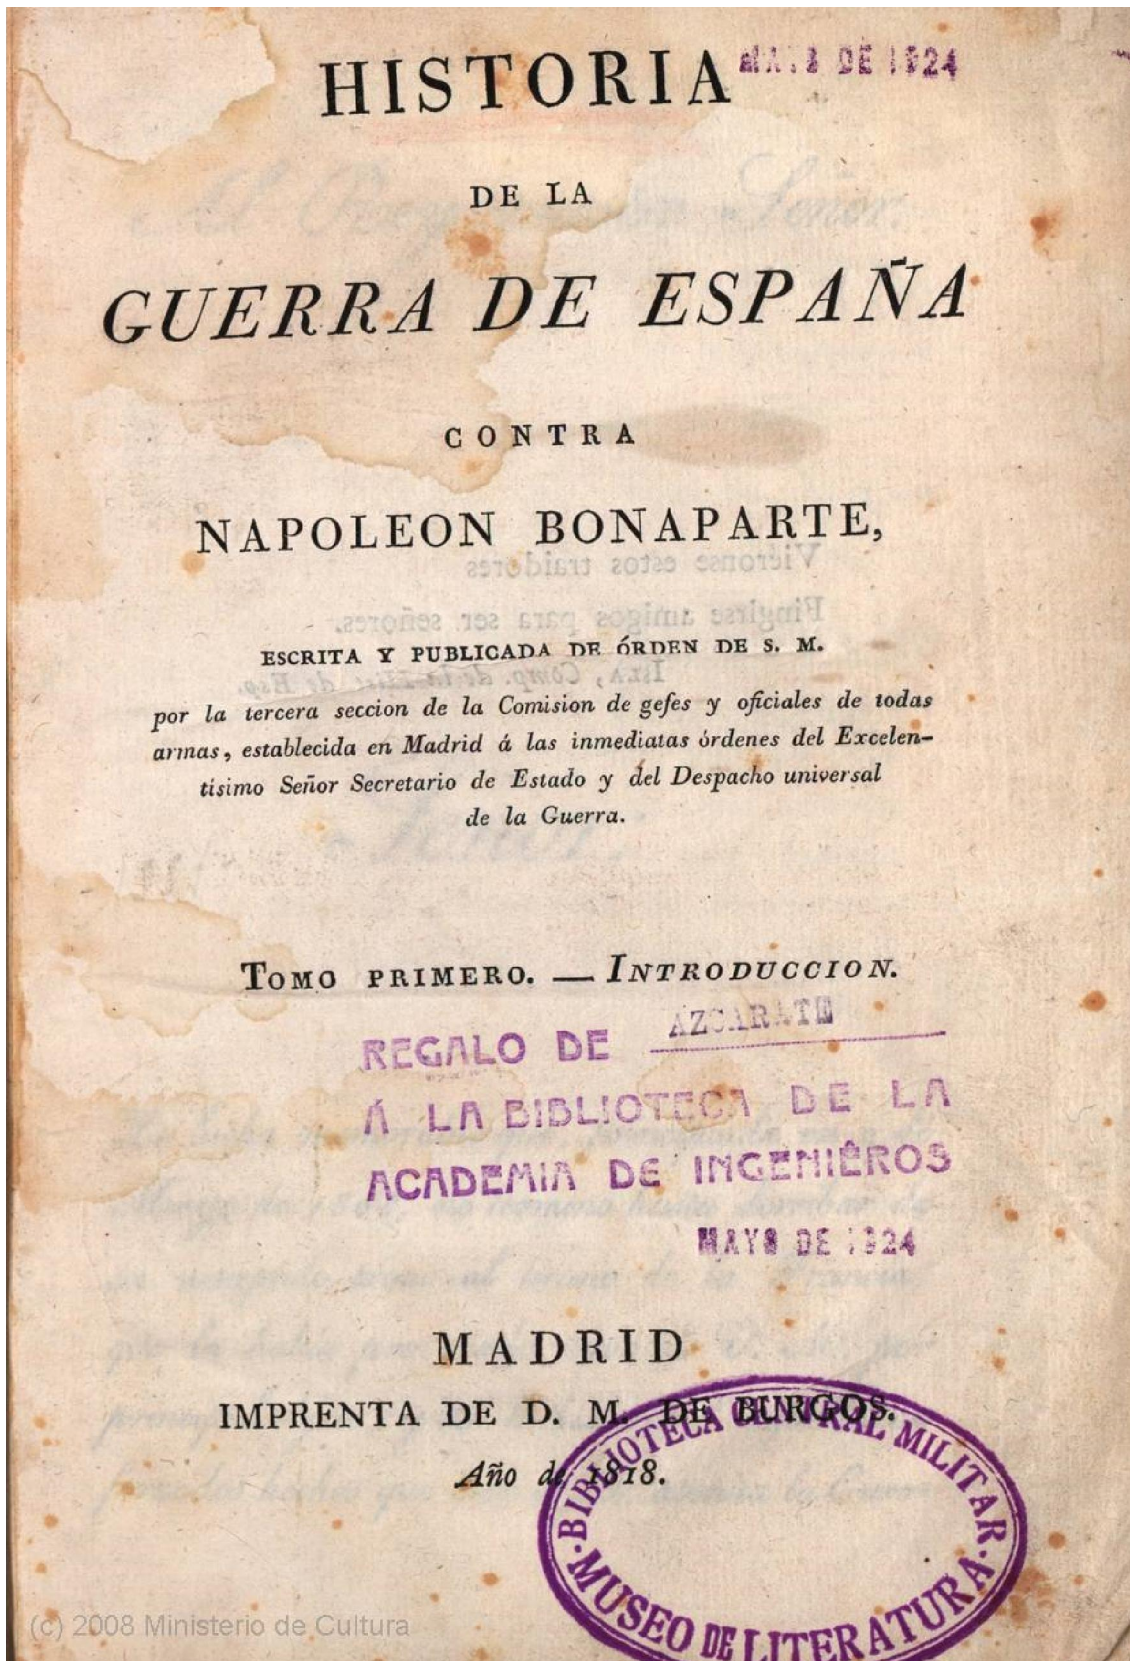 HISTORIA
DE LA
GUERRA DE ESPAÑA
CONTRA
NAPOLEON BONAPARTE,
ESCRITA Y PUBLICADA DE ÓRDEN DE S. M.
por la tercera seccion de la Comision de gefes y oficiales de todas
armas, establecida en Madrid á las inmediatas órdenes del Excelen-
tísimo Señor Secretario de Estado y del Despacho universal
de la Guerra.
TOMO PRIMERO. — INTRODUCCION.
REGALO DE AZCARATE
Á LA BIBLIOTECA DE LA
ACADEMIA DE INGENIEROS
MAYO DE 1924
MADRID
IMPRENTA DE D. M. DE BURGOS.
Año de 1818.
BIBLIOTECA CENTRAL MILITAR
MUSEO DE LITERATURA
(c) 2008 Ministerio de Cultura